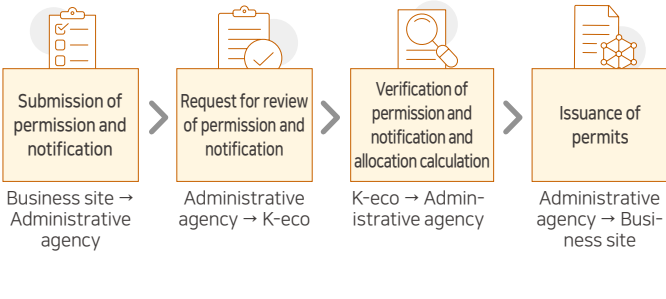 Submission of
permission and
notification
Business site →
Administrative
agency
Request for review
of permission and
notification
Administrative
agency → K-eco
Verification of
permission and
notification and
allocation calculation
K-eco → Admin-
istrative agency
Issuance of
permits
Administrative
agency → Busi-
ness site